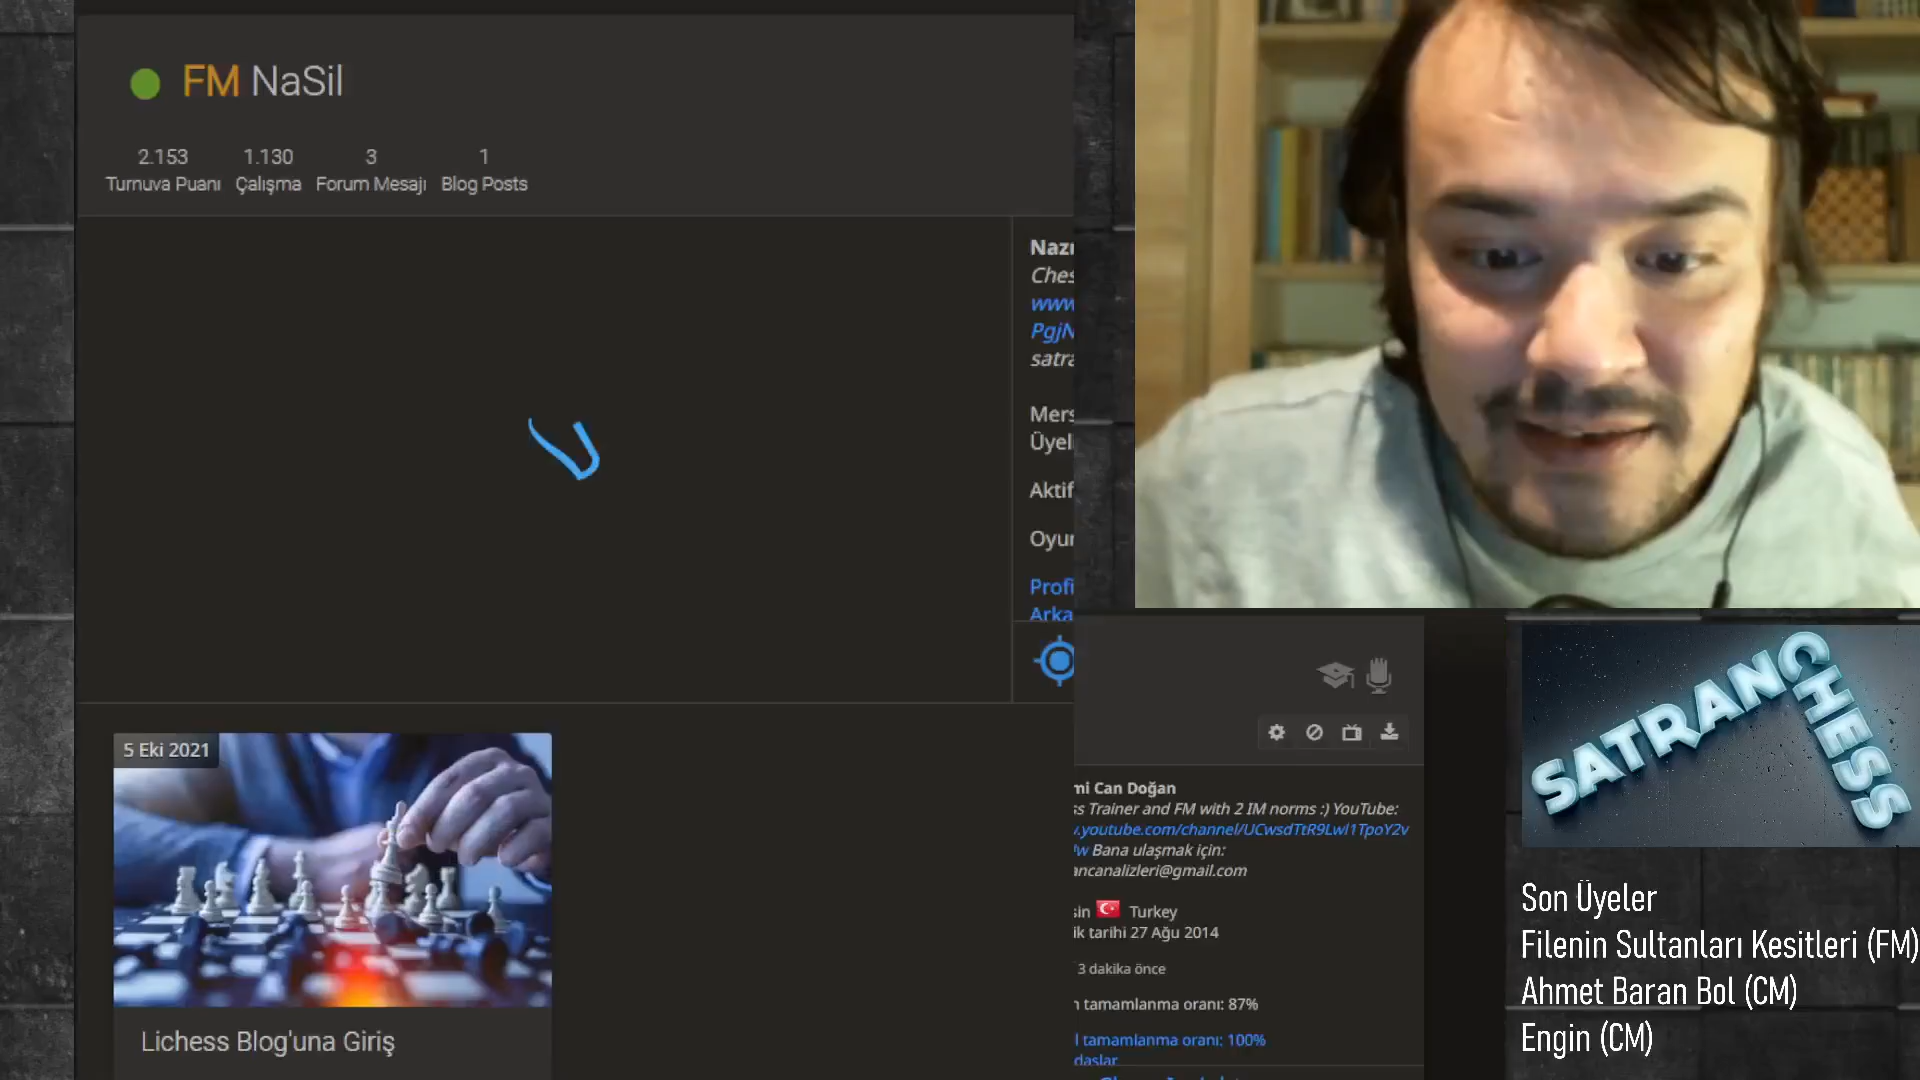 FM NaSil
2.153 1.130 3 1
Turnuva Puanı Çalışma Forum Mesajı Blog Posts
Nazı
Ches
www
PgjN
satra
Mers
Üyel
Aktif
Oyun
Profi
Arka
5 Eki 2021
Lichess Blog'una Giriş
mi Can Doğan
ss Trainer and FM with 2 IM norms :) YouTube:
.youtube.com/channel/UCwsdTtR9Lwl1TpoY2v
Bana ulaşmak için:
ancanalizleri@gmail.com
sin Turkey
ik tarihi 27 Ağu 2014
3 dakika önce
tamamlanma oranı: 87%
l tamamlanma oranı: 100%
daşlar
SATRANCHESS
Son Üyeler
Filenin Sultanları Kesitleri (FM)
Ahmet Baran Bol (CM)
Engin (CM)